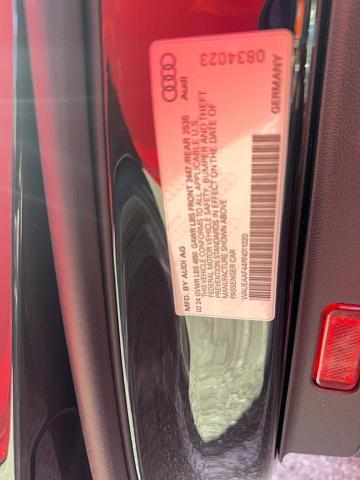 Audi
0834023
MFD. BY AUDI AG
GERMANY
02 24 GVWR LBS 4880 GAWR LBS FRONT 2447/REAR 2535
THIS VEHICLE CONFORMS TO ALL APPLICABLE U.S.
FEDERAL MOTOR VEHICLE SAFETY, BUMPER AND THEFT
PREVENTION STANDARDS IN EFFECT ON THE DATE OF
MANUFACTURE SHOWN ABOVE
PASSENGER CAR
WAUEAAF44RN011020